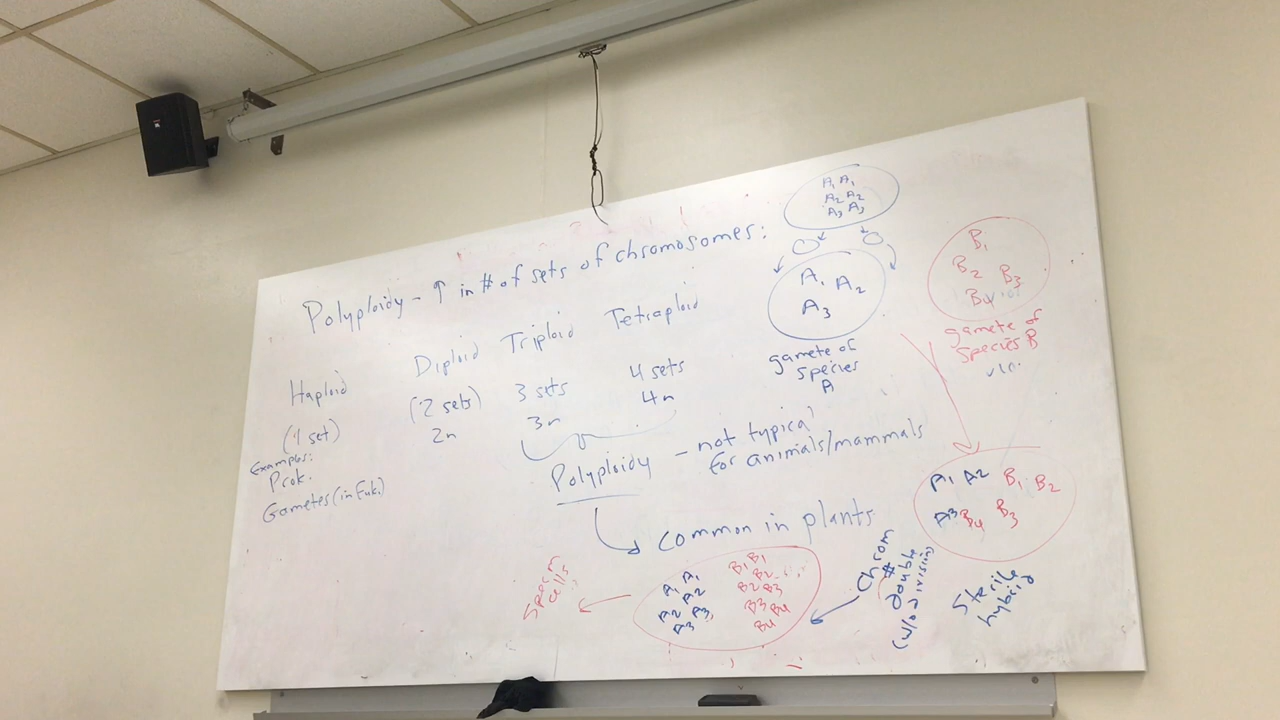 Polyploidy - ↑ in # of sets of chromosomes:
Haploid
(1 set)
Examples:
Prok.
Gametes (in Euk.)
Diploid
(2 sets)
2n
Triploid
3 sets
3n
Tetraploid
4 sets
4n
Polyploidy - not typical
for animals/mammals
common in plants
A1 A1
A2 A2
A3 A3
A1 A2
A3
gamete of
species
A
B1
B2 B3
B4
gamete of
species B
A1 A2 B1 B2
A3 B4 B3
Sterile
hybrid
Chrom
#
double
(w/o division)
A1 A1
A2 A2
A3 A3
B1 B1
B2
B2 B3
B3 B4
B4
cells